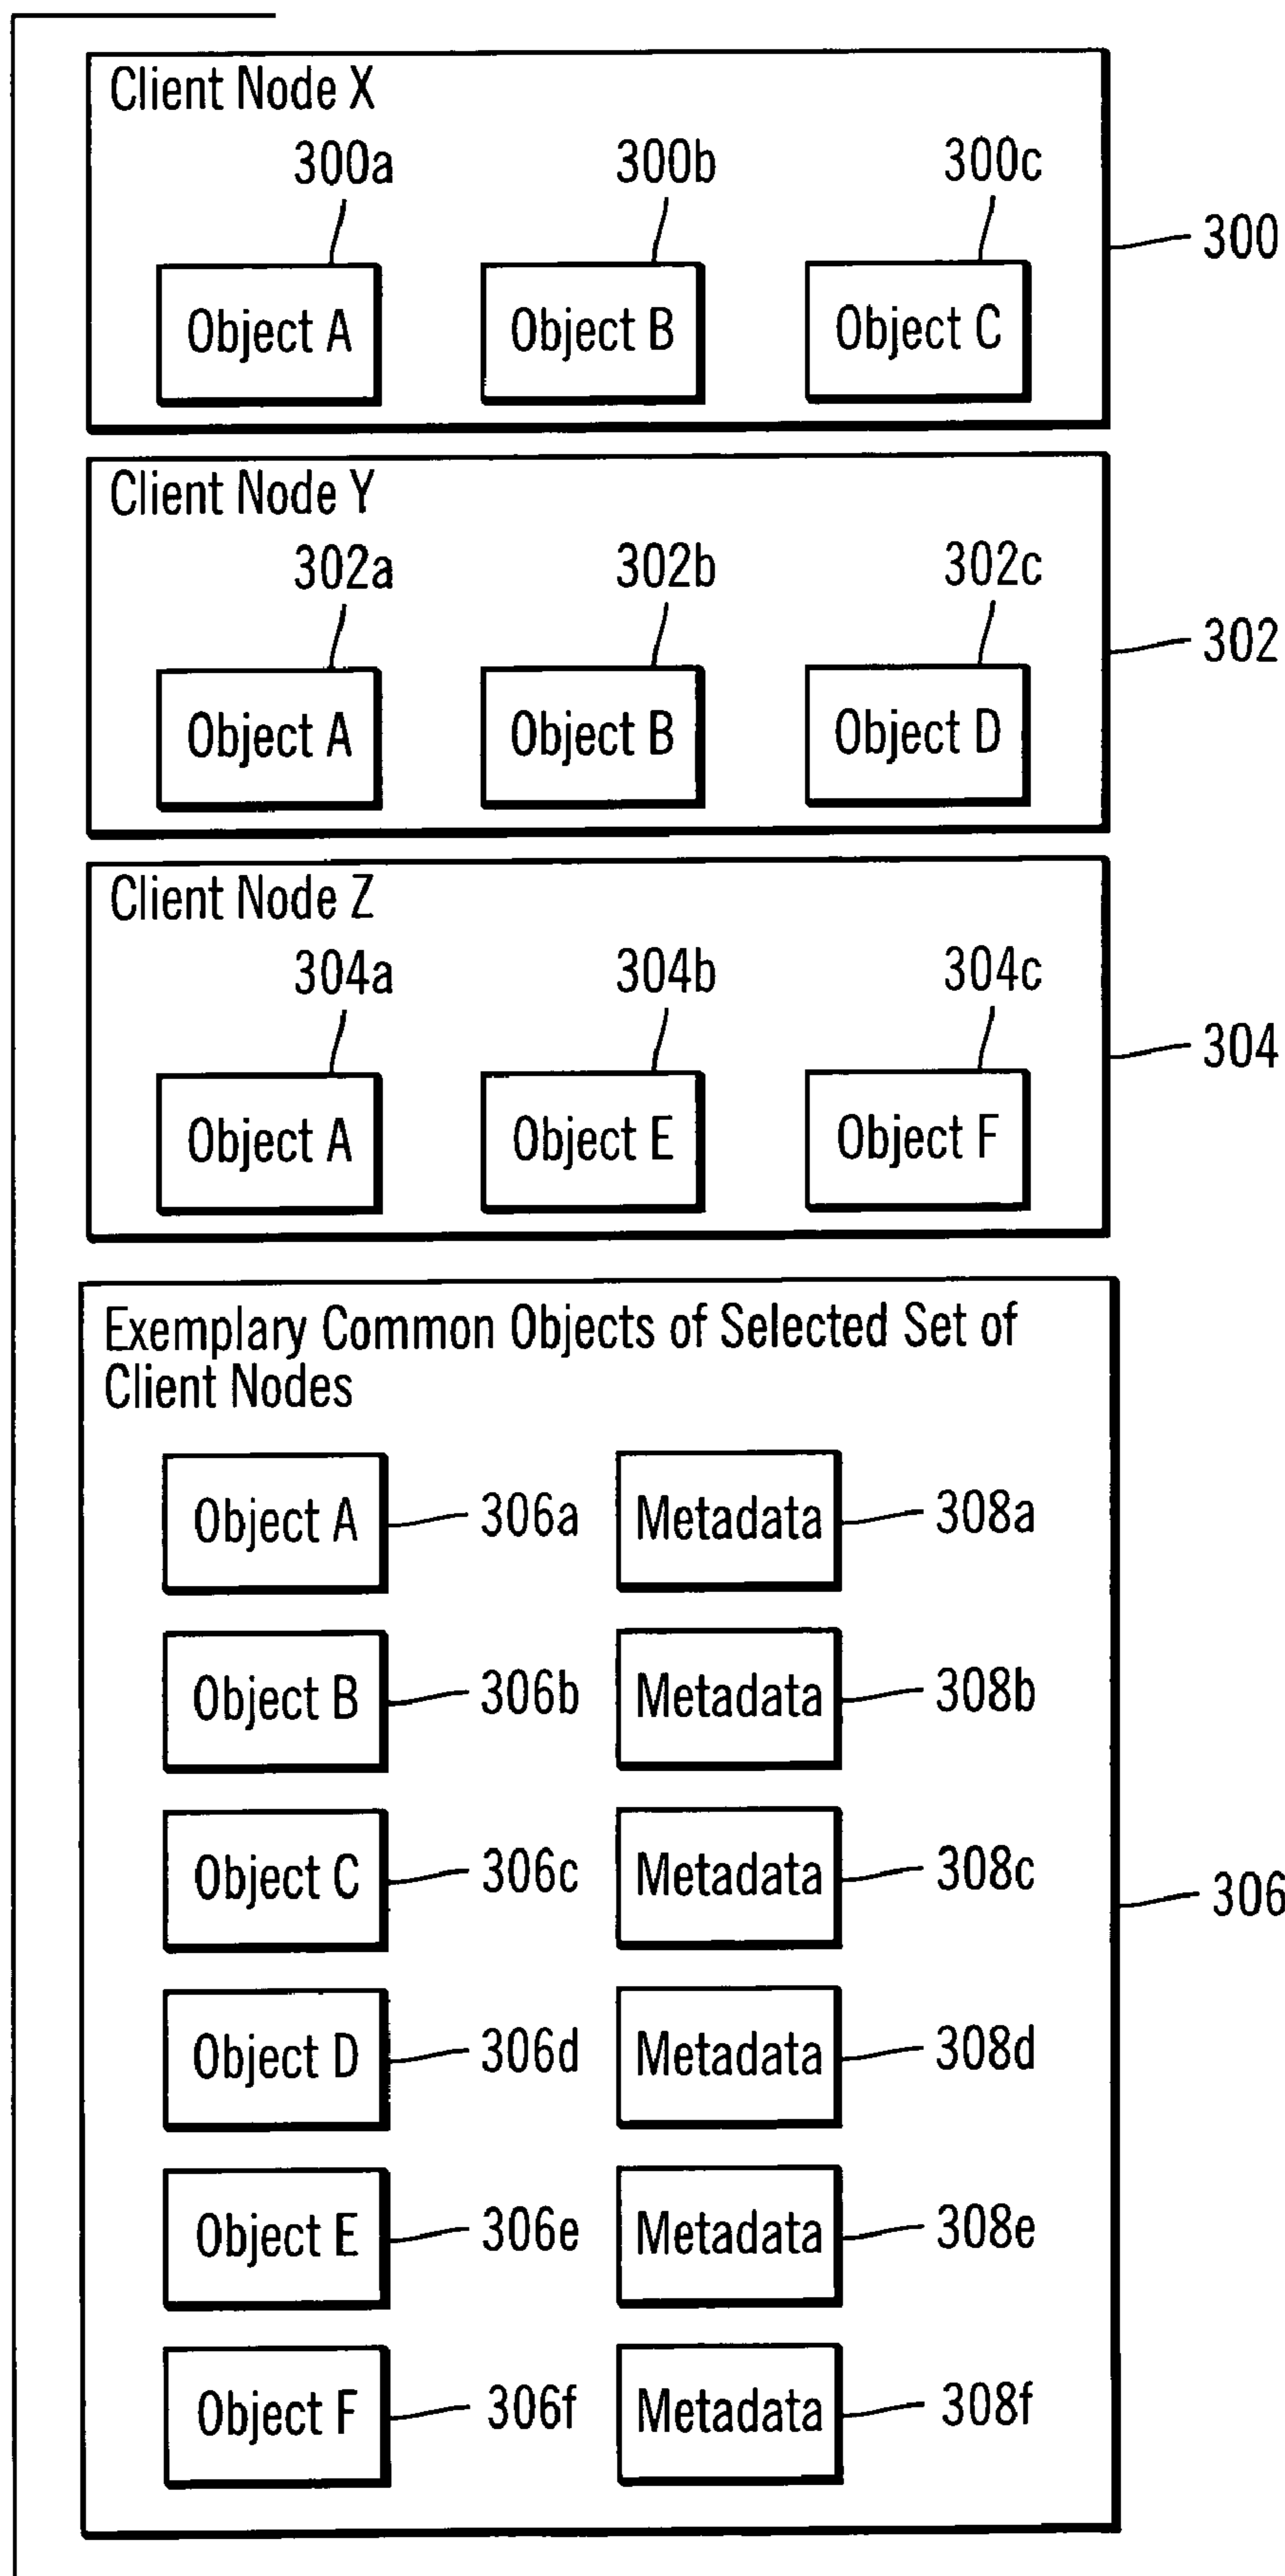 Client Node X
300a 300b 300c
300
Object A Object B Object C
Client Node Y
302a 302b 302c
302
Object A Object B Object D
Client Node Z
304a 304b 304c
304
Object A Object E Object F
Exemplary Common Objects of Selected Set of
Client Nodes
Object A 306a Metadata 308a
Object B 306b Metadata 308b
Object C 306c Metadata 308c
306
Object D 306d Metadata 308d
Object E 306e Metadata 308e
Object F 306f Metadata 308f